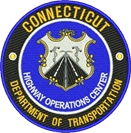 CONNECTICUT
HIGHWAY OPERATIONS CENTER
DEPARTMENT OF TRANSPORTATION